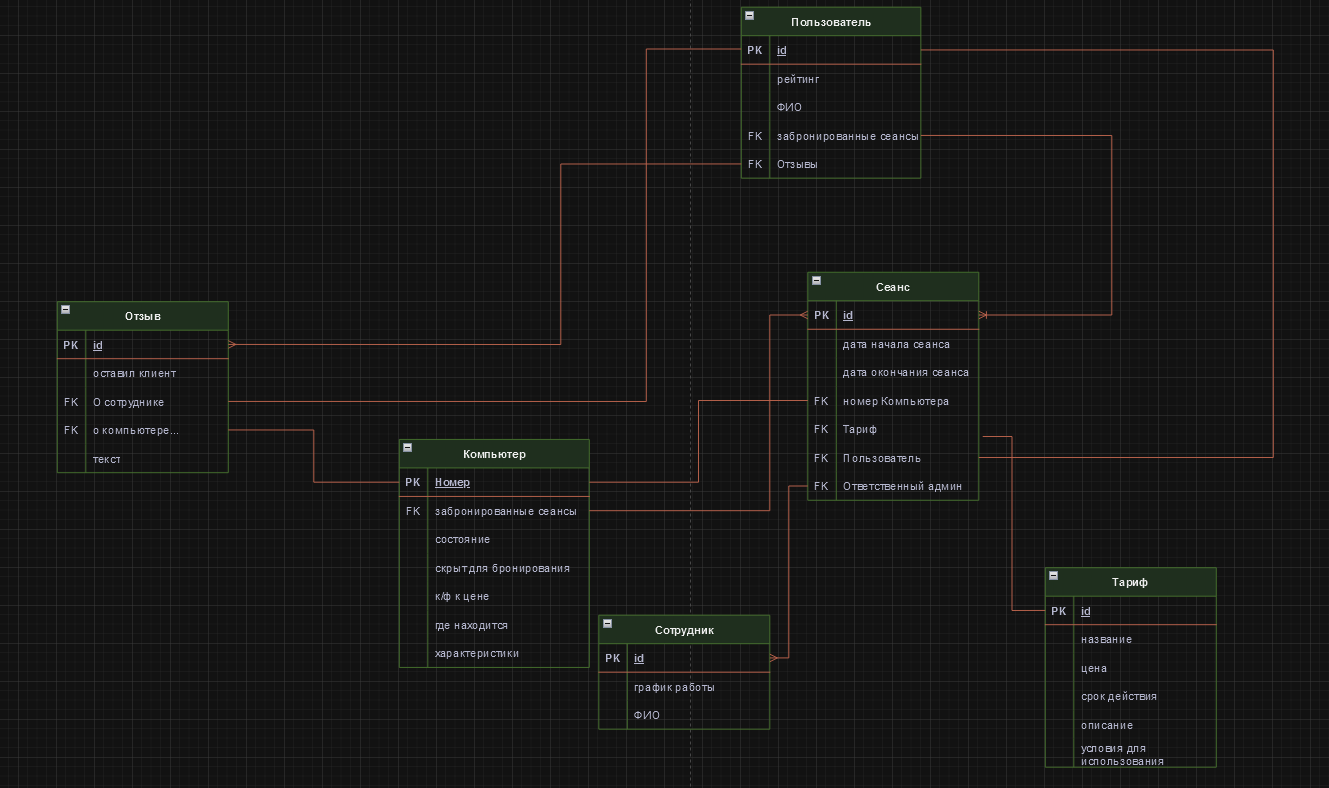 Пользователь
PK id
рейтинг
ФИО
FK забронированные сеансы
FK Отзывы
Отзыв
PK id
оставил клиент
FK О сотруднике
FK о компьютере...
текст
Сеанс
PK id
дата начала сеанса
дата окончания сеанса
FK номер Компьютера
FK Тариф
FK Пользователь
FK Ответственный админ
Компьютер
PK Номер
FK забронированные сеансы
состояние
скрыт для бронирования
к/ф к цене
где находится
характеристики
Сотрудник
PK id
график работы
ФИО
Тариф
PK id
название
цена
срок действия
описание
условия для
использования